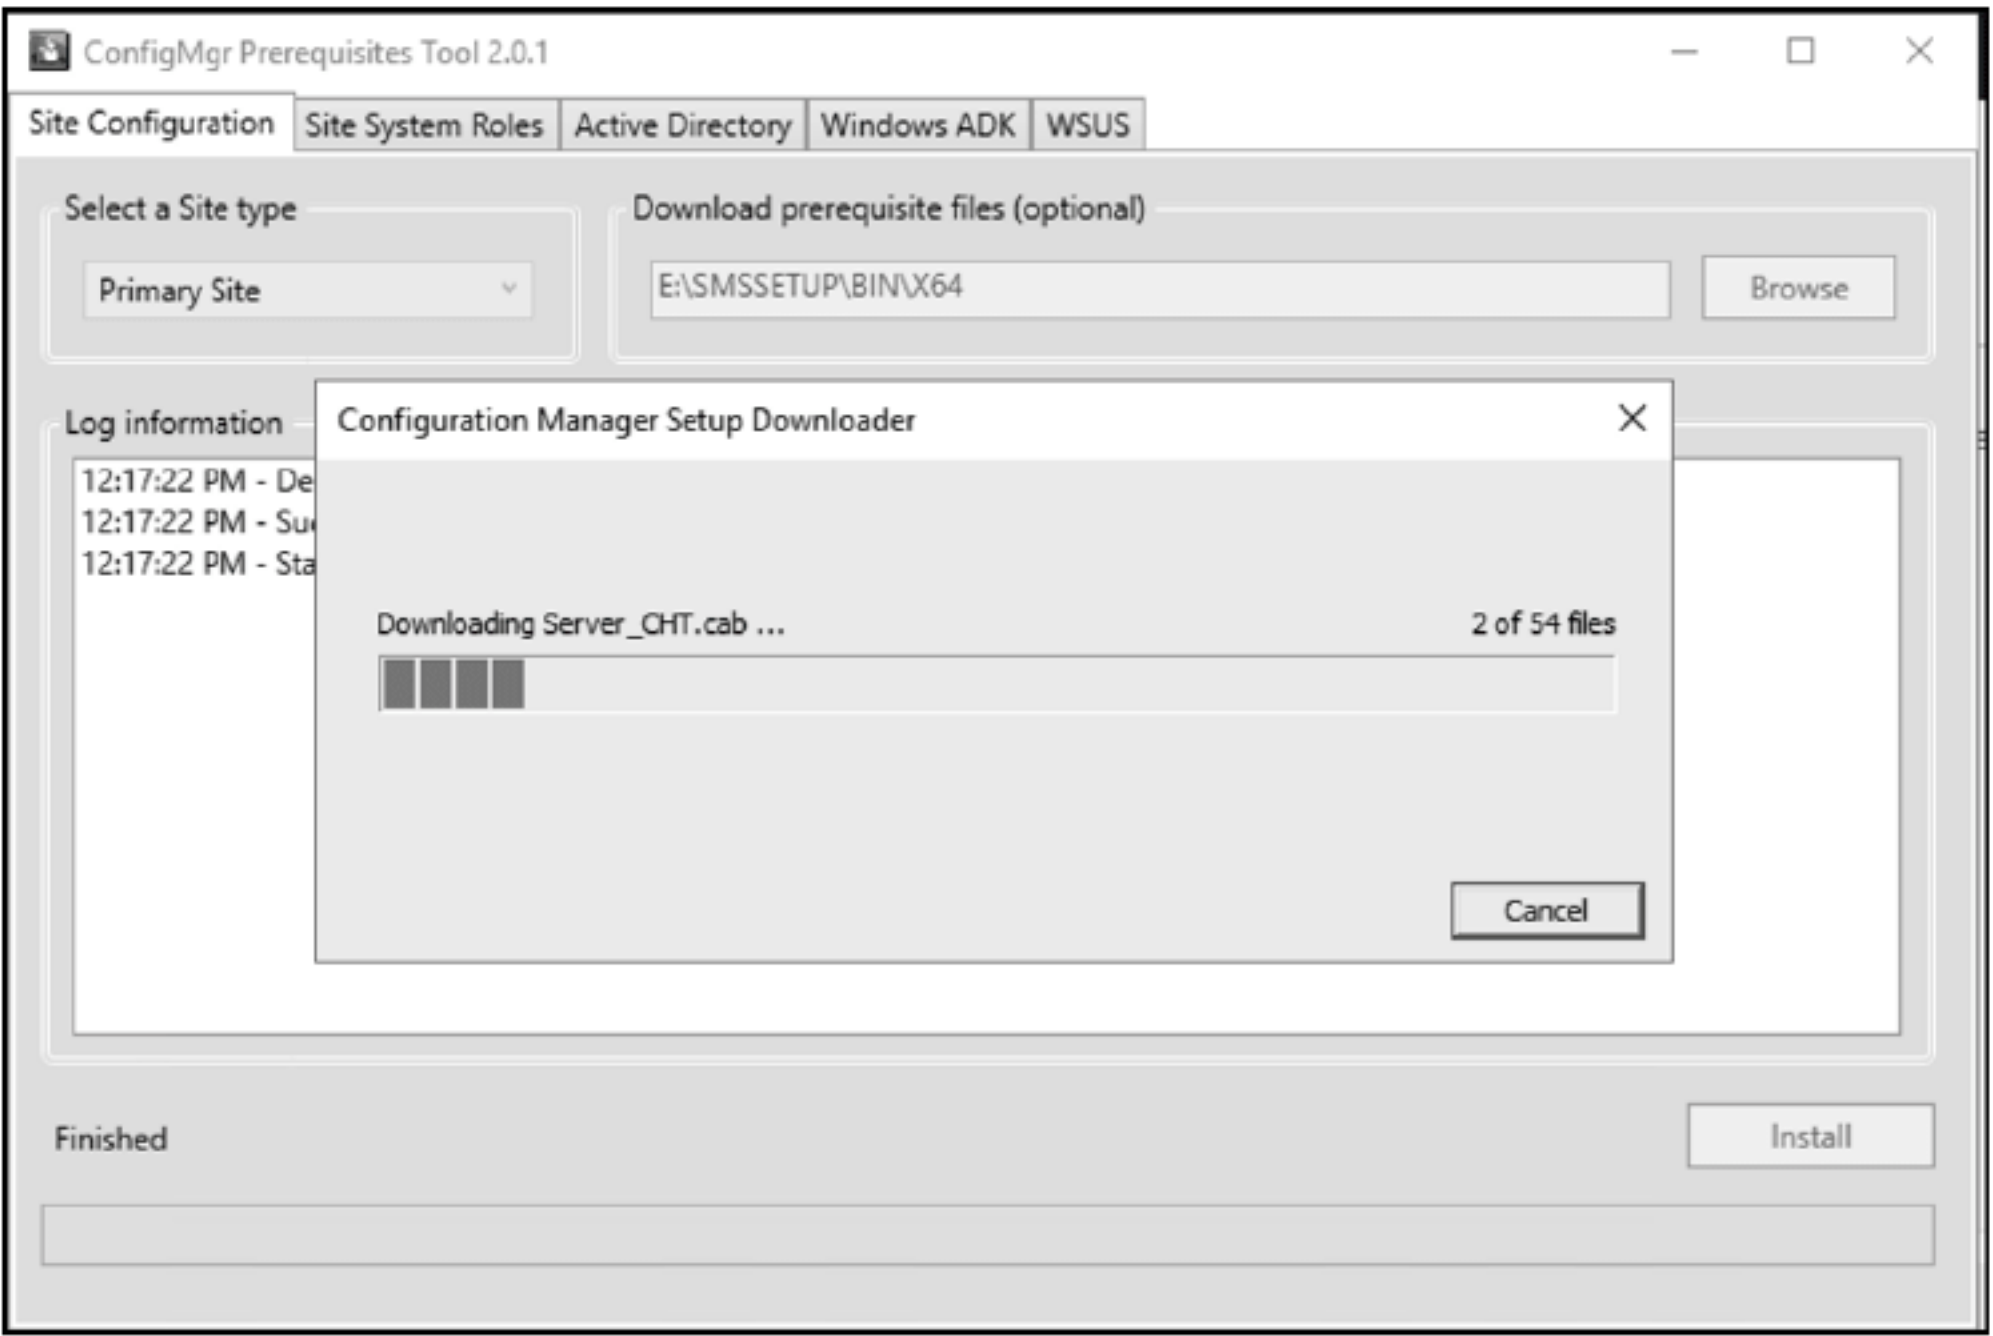 ConfigMgr Prerequisites Tool 2.0.1
Site Configuration Site System Roles Active Directory Windows ADK WSUS
Select a Site type
Download prerequisite files (optional)
Primary Site
E:\SMSSETUP\BIN\X64
Browse
Log information
Configuration Manager Setup Downloader
12:17:22 PM - De
12:17:22 PM - Su
12:17:22 PM - Sta
Downloading Server_CHT.cab ...
2 of 54 files
Cancel
Finished
Install